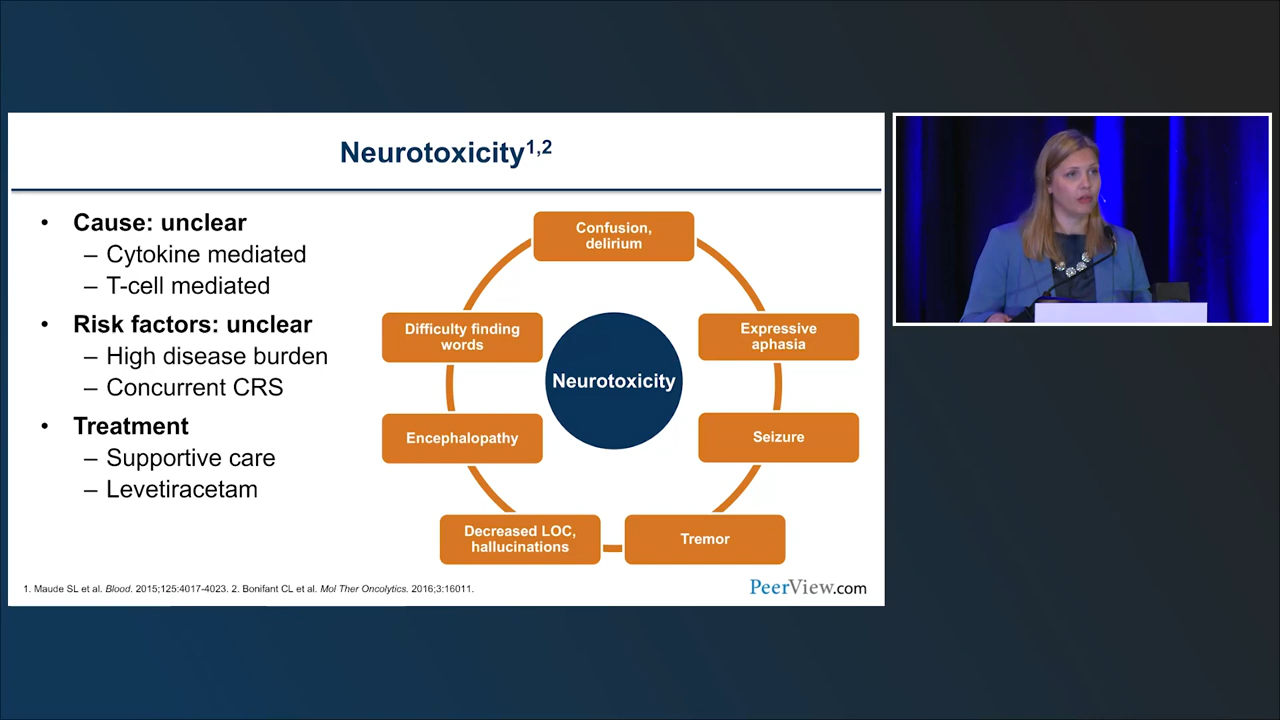 Neurotoxicity1,2
• Cause: unclear
– Cytokine mediated
– T-cell mediated
• Risk factors: unclear
– High disease burden
– Concurrent CRS
• Treatment
– Supportive care
– Levetiracetam
Confusion,
delirium
Expressive
aphasia
Seizure
Tremor
Decreased LOC,
hallucinations
Encephalopathy
Difficulty finding
words
Neurotoxicity
1. Maude SL et al. Blood. 2015;125:4017-4023. 2. Bonifant CL et al. Mol Ther Oncolytics. 2016;3:16011.
PeerView.com